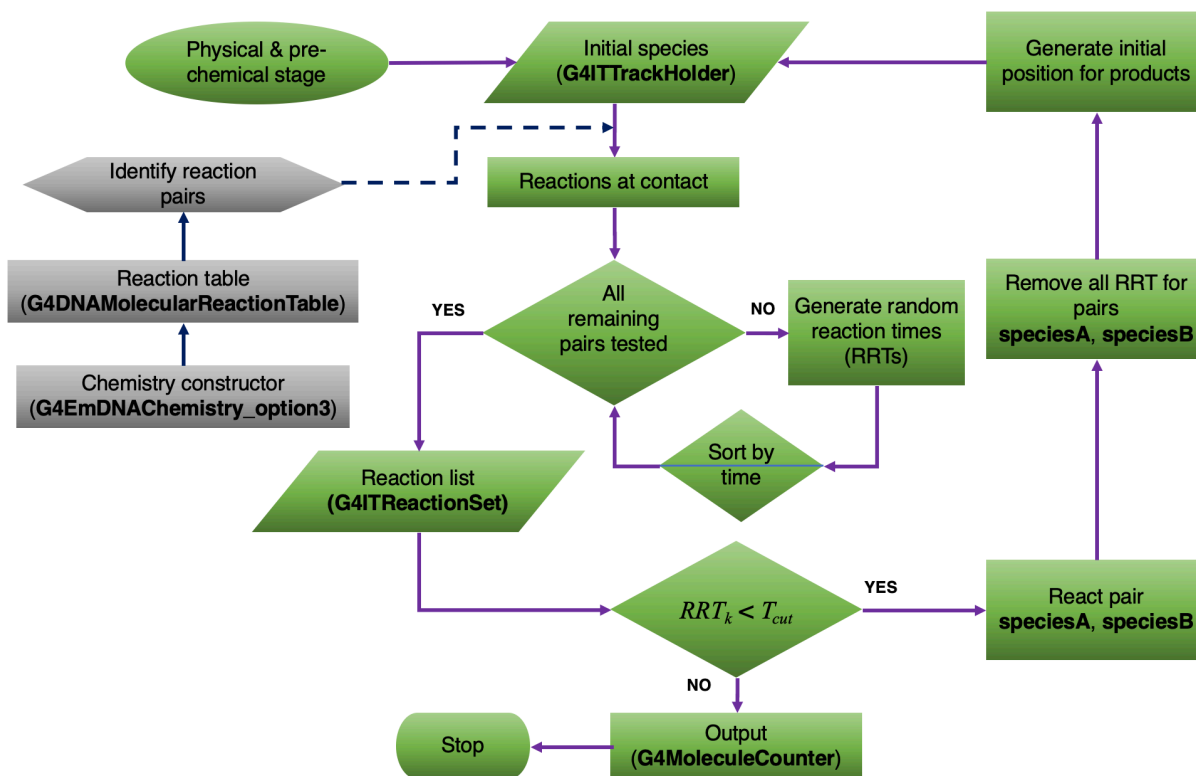 Physical & pre-
chemical stage
Initial species
(G4ITTrackHolder)
Generate initial
position for products
Identify reaction
pairs
Reactions at contact
Reaction table
(G4DNAMolecularReactionTable)
Chemistry constructor
(G4EmDNAChemistry_option3)
All
remaining
pairs tested
YES
NO
Generate random
reaction times
(RRTs)
Sort by
time
Remove all RRT for
pairs
speciesA, speciesB
Reaction list
(G4ITReactionSet)
RRTₖ < T_cut
YES
NO
React pair
speciesA, speciesB
Output
(G4MoleculeCounter)
Stop